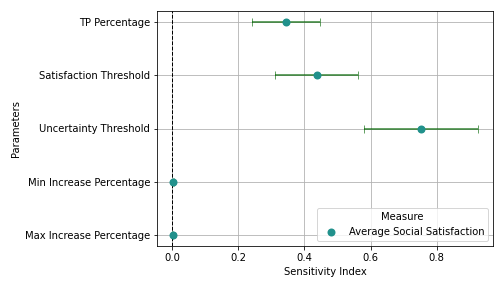 TP Percentage
Satisfaction Threshold
Uncertainty Threshold
Min Increase Percentage
Max Increase Percentage
Parameters
0.0 0.2 0.4 0.6 0.8
Sensitivity Index
Measure
Average Social Satisfaction